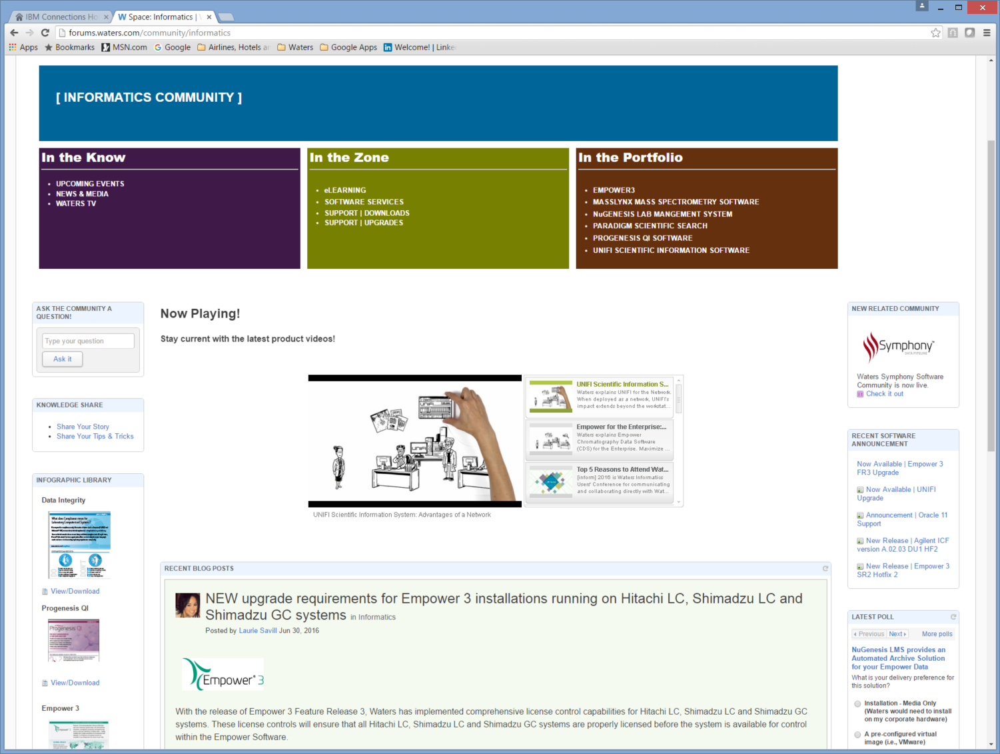 IBM Connections Ho
W Space: Informatics |
forums.waters.com/community/informatics
Apps
Bookmarks
MSN.com
Google
Airlines, Hotels
Waters
Google Apps
Welcome! | Linke
[ INFORMATICS COMMUNITY ]
In the Know
• UPCOMING EVENTS
• NEWS & MEDIA
• WATERS TV
In the Zone
• eLEARNING
• SOFTWARE SERVICES
• SUPPORT | DOWNLOADS
• SUPPORT | UPGRADES
In the Portfolio
• EMPOWER3
• MASSLYNX MASS SPECTROMETRY SOFTWARE
• NuGENESIS LAB MANGEMENT SYSTEM
• PARADIGM SCIENTIFIC SEARCH
• PROGENESIS QI SOFTWARE
• UNIFI SCIENTIFIC INFORMATION SOFTWARE
ASK THE COMMUNITY A
QUESTION!
Type your question
Ask it
KNOWLEDGE SHARE
• Share Your Story
• Share Your Tips & Tricks
INFOGRAPHIC LIBRARY
Data Integrity
View/Download
Progenesis QI
Progenesis QI
View/Download
Empower 3
Now Playing!
Stay current with the latest product videos!
UNIFI
UNIFI Scientific Information System: Advantages of a Network
UNIFI Scientific Information S...
Waters explains UNIFI for the Network.
When deployed as a network, UNIFI's
impact extends beyond the workstat...
Empower for the Enterprise:...
Waters explains Empower
Chromatography Data Software
(CDS) for the Enterprise. Maximize ...
Top 5 Reasons to Attend Wat...
[inform] 2016 is Waters Informatics
Users' Conference for communicating
and collaborating directly with Wat...
RECENT BLOG POSTS
NEW upgrade requirements for Empower 3 installations running on Hitachi LC, Shimadzu LC and
Shimadzu GC systems in Informatics
Posted by Laurie Savill Jun 30, 2016
Empower® 3
With the release of Empower 3 Feature Release 3, Waters has implemented comprehensive license control capabilities for Hitachi LC, Shimadzu LC and Shimadzu GC
systems. These license controls will ensure that all Hitachi LC, Shimadzu LC and Shimadzu GC systems are properly licensed before the system is available for control
within the Empower Software.
NEW RELATED COMMUNITY
Symphony™
DATA PIPELINE
Waters Symphony Software
Community is now live.
Check it out
RECENT SOFTWARE
ANNOUNCEMENT
Now Available | Empower 3
FR3 Upgrade
Now Available | UNIFI
Upgrade
Announcement | Oracle 11
Support
New Release | Agilent ICF
version A.02.03 DU1 HF2
New Release | Empower 3
SR2 Hotfix 2
LATEST POLL
Previous Next
More polls
NuGenesis LMS provides an
Automated Archive Solution
for your Empower Data
What is your delivery preference for
this solution?
Installation - Media Only
(Waters would need to install
on my corporate hardware)
A pre-configured virtual
image (i.e., VMware)